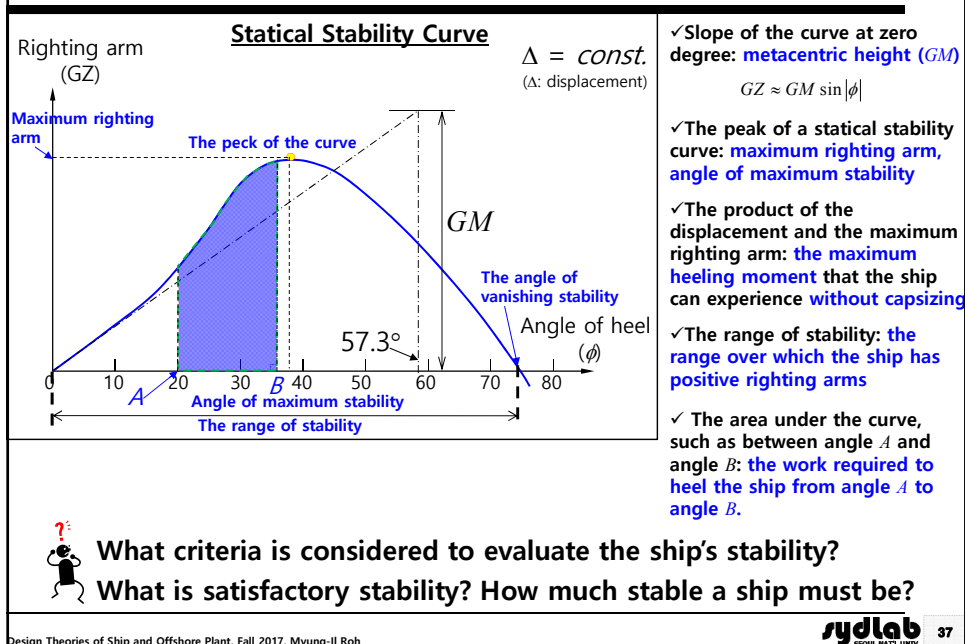 Statical Stability Curve
Righting arm
(GZ)
Δ = const.
(Δ: displacement)
Maximum righting
arm
The peck of the curve
GM
The angle of
vanishing stability
57.3°
Angle of heel
(ϕ)
0 10 20 30 40 50 60 70 80
A
B
Angle of maximum stability
The range of stability
✓Slope of the curve at zero
degree: metacentric height (GM)
GZ ≈ GM sin|ϕ|
✓The peak of a statical stability
curve: maximum righting arm,
angle of maximum stability
✓The product of the
displacement and the maximum
righting arm: the maximum
heeling moment that the ship
can experience without capsizing
✓The range of stability: the
range over which the ship has
positive righting arms
✓ The area under the curve,
such as between angle A and
angle B: the work required to
heel the ship from angle A to
angle B.
?
What criteria is considered to evaluate the ship's stability?
What is satisfactory stability? How much stable a ship must be?
Design Theories of Ship and Offshore Plant, Fall 2017, Myung-Il Roh
sydlab
37